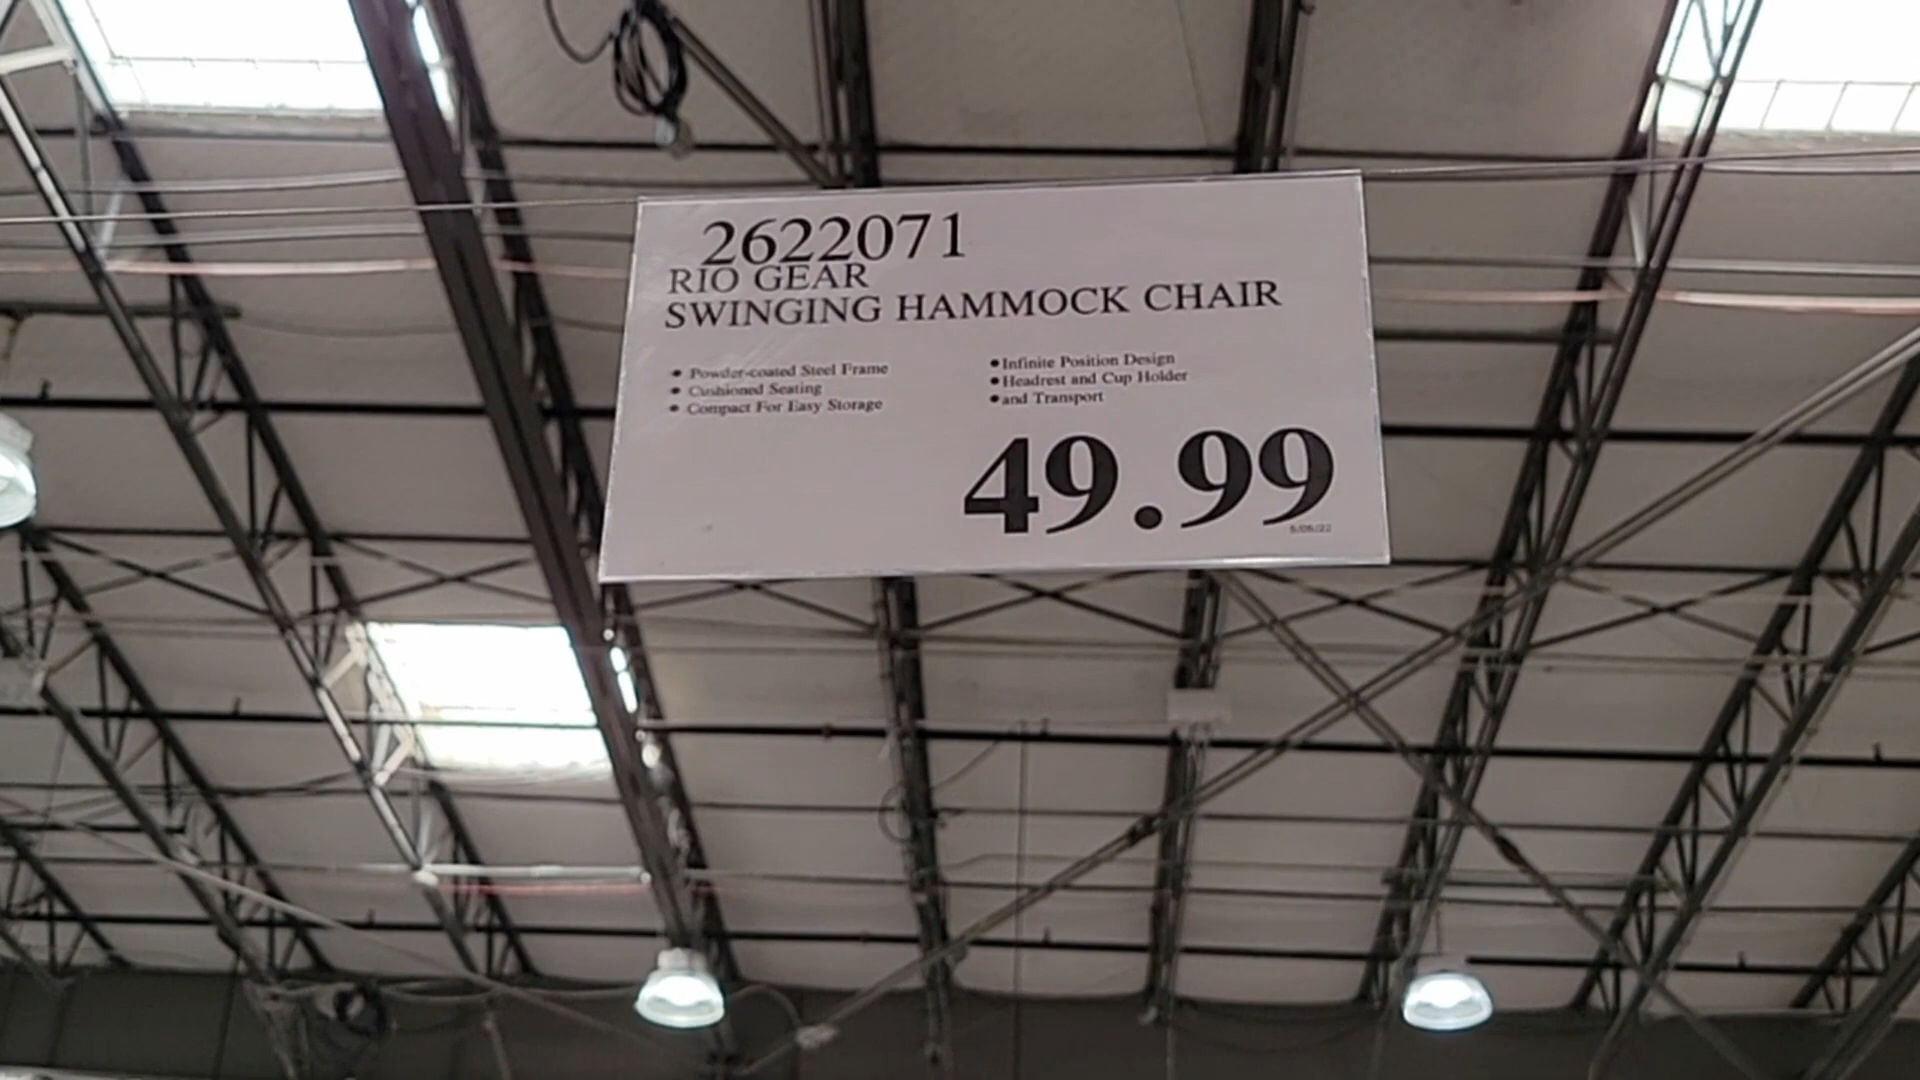 2622071
RIO GEAR
SWINGING HAMMOCK CHAIR
• Powder-coated Steel Frame
• Cushioned Seating
• Compact For Easy Storage
• Infinite Position Design
• Headrest and Cup Holder
• and Transport
49.99